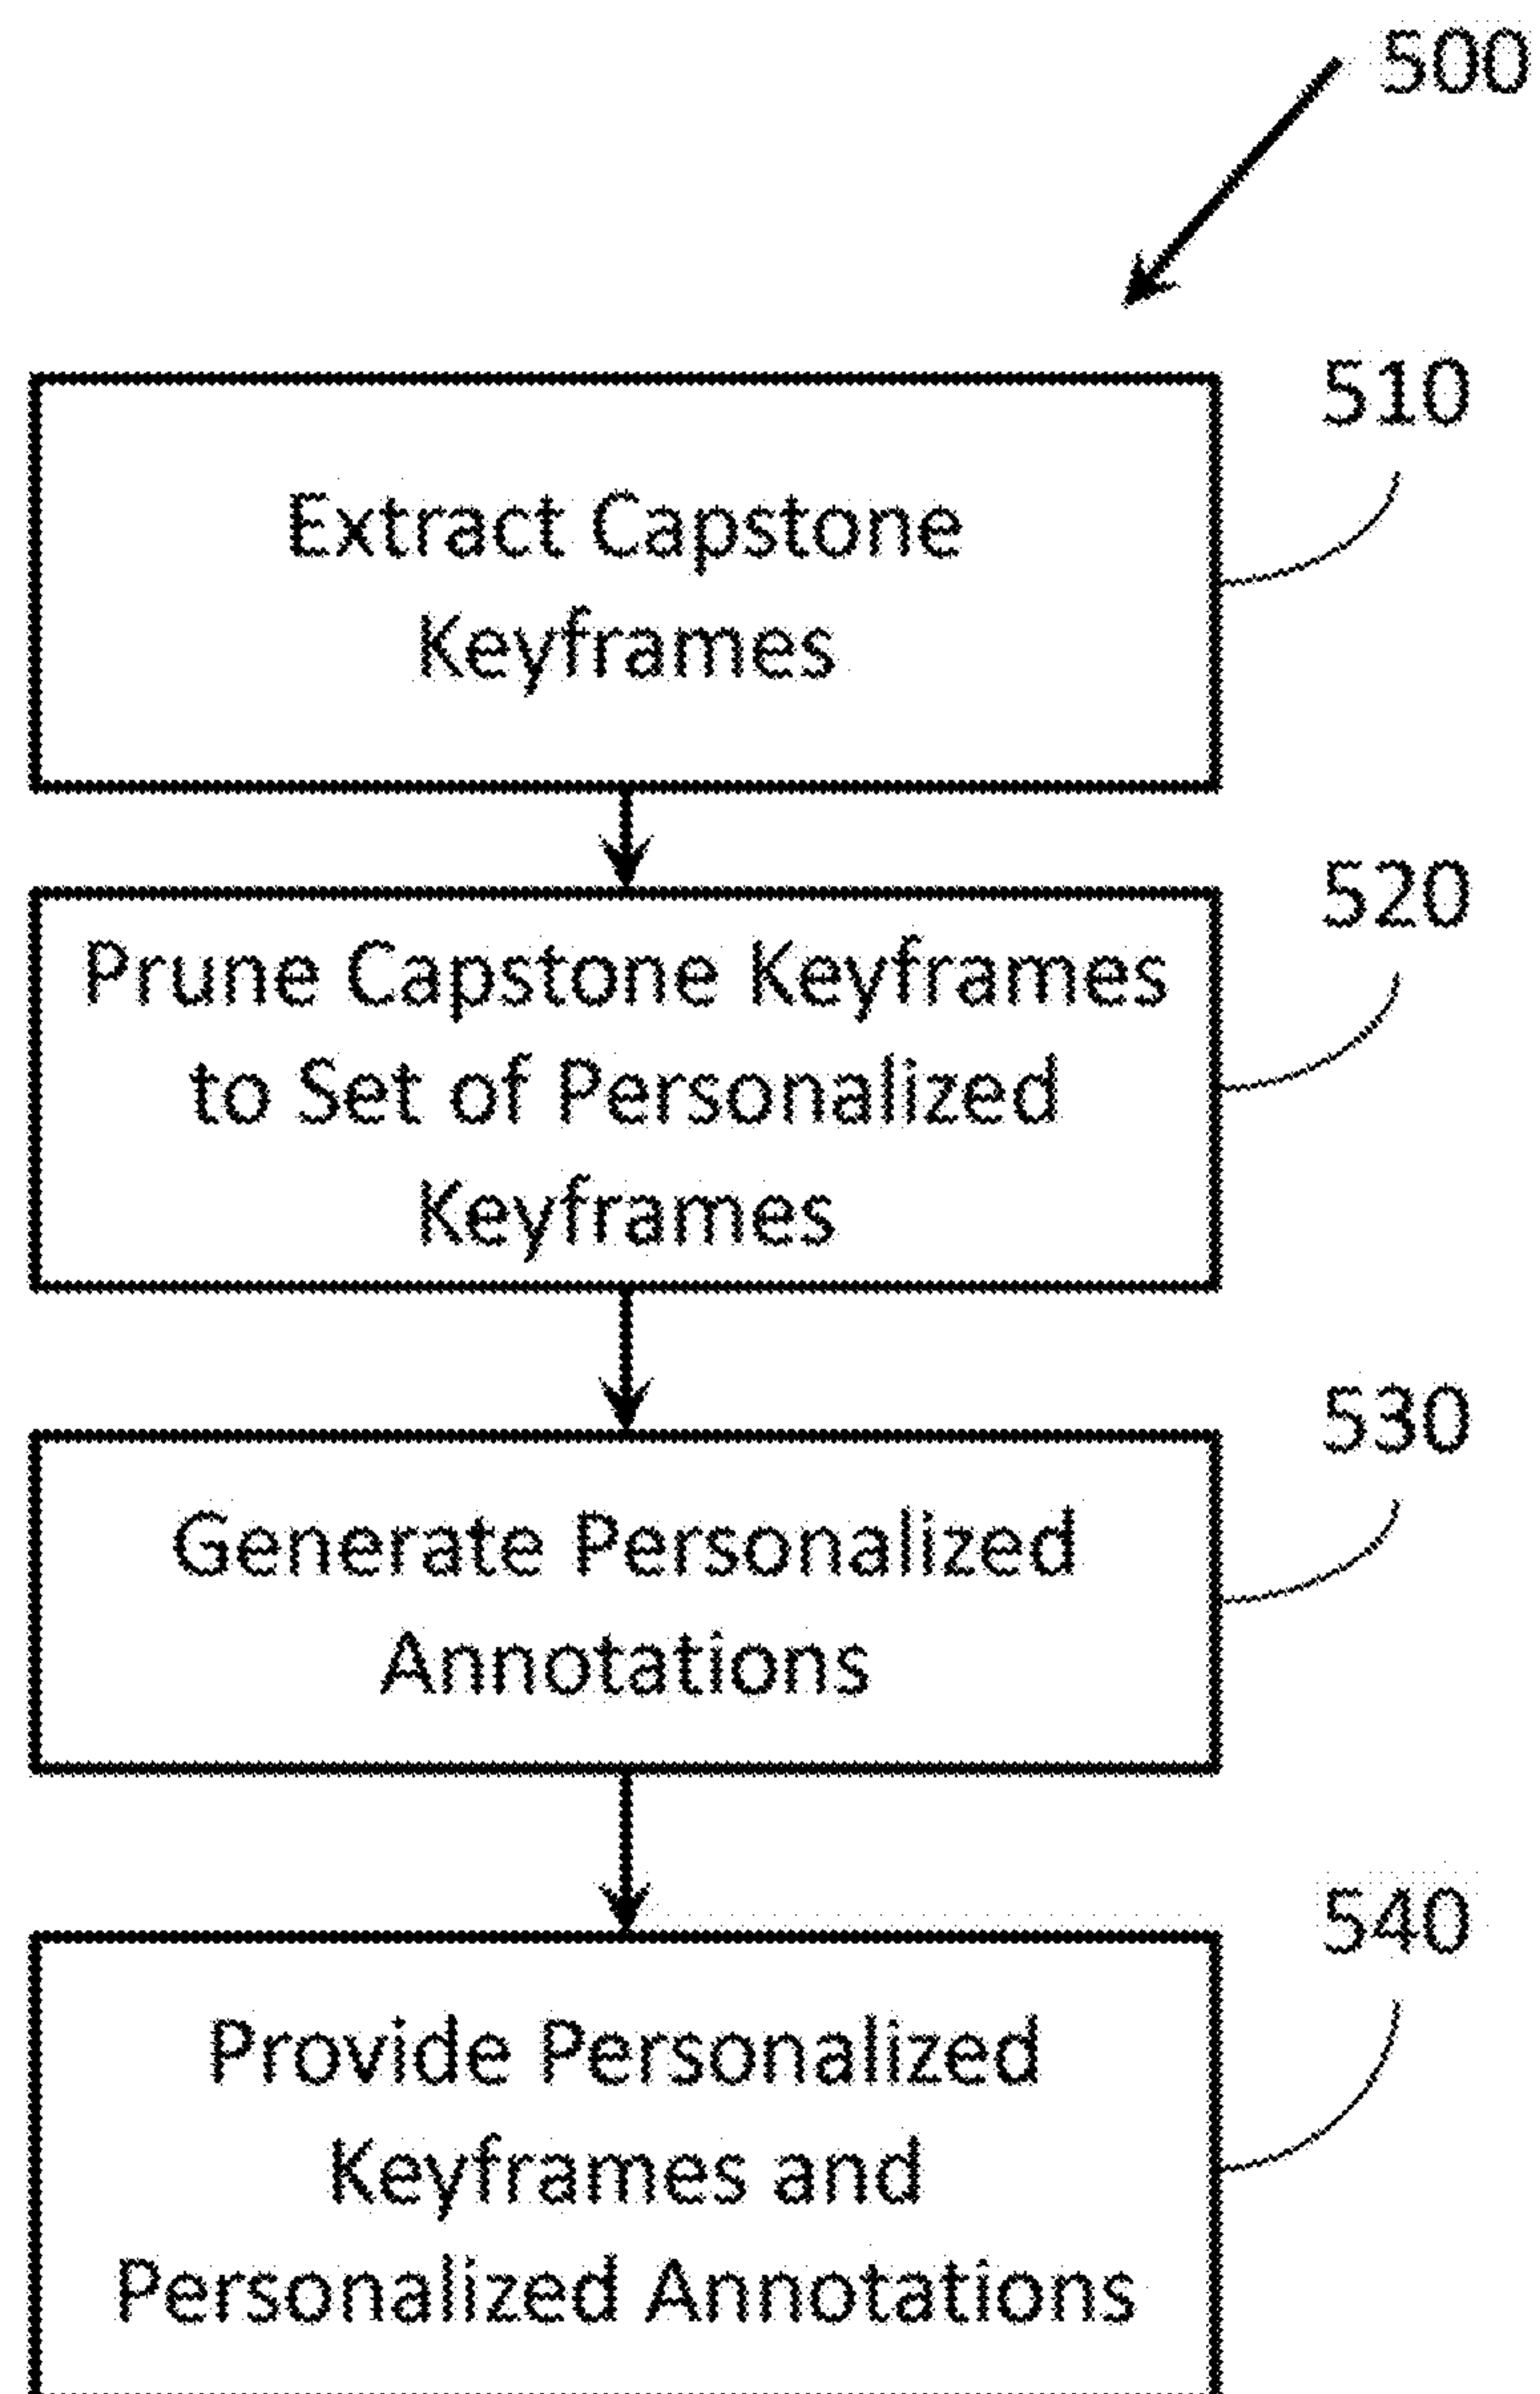 500
510
Extract Capstone
Keyframes
520
Prune Capstone Keyframes
to Set of Personalized
Keyframes
530
Generate Personalized
Annotations
540
Provide Personalized
Keyframes and
Personalized Annotations